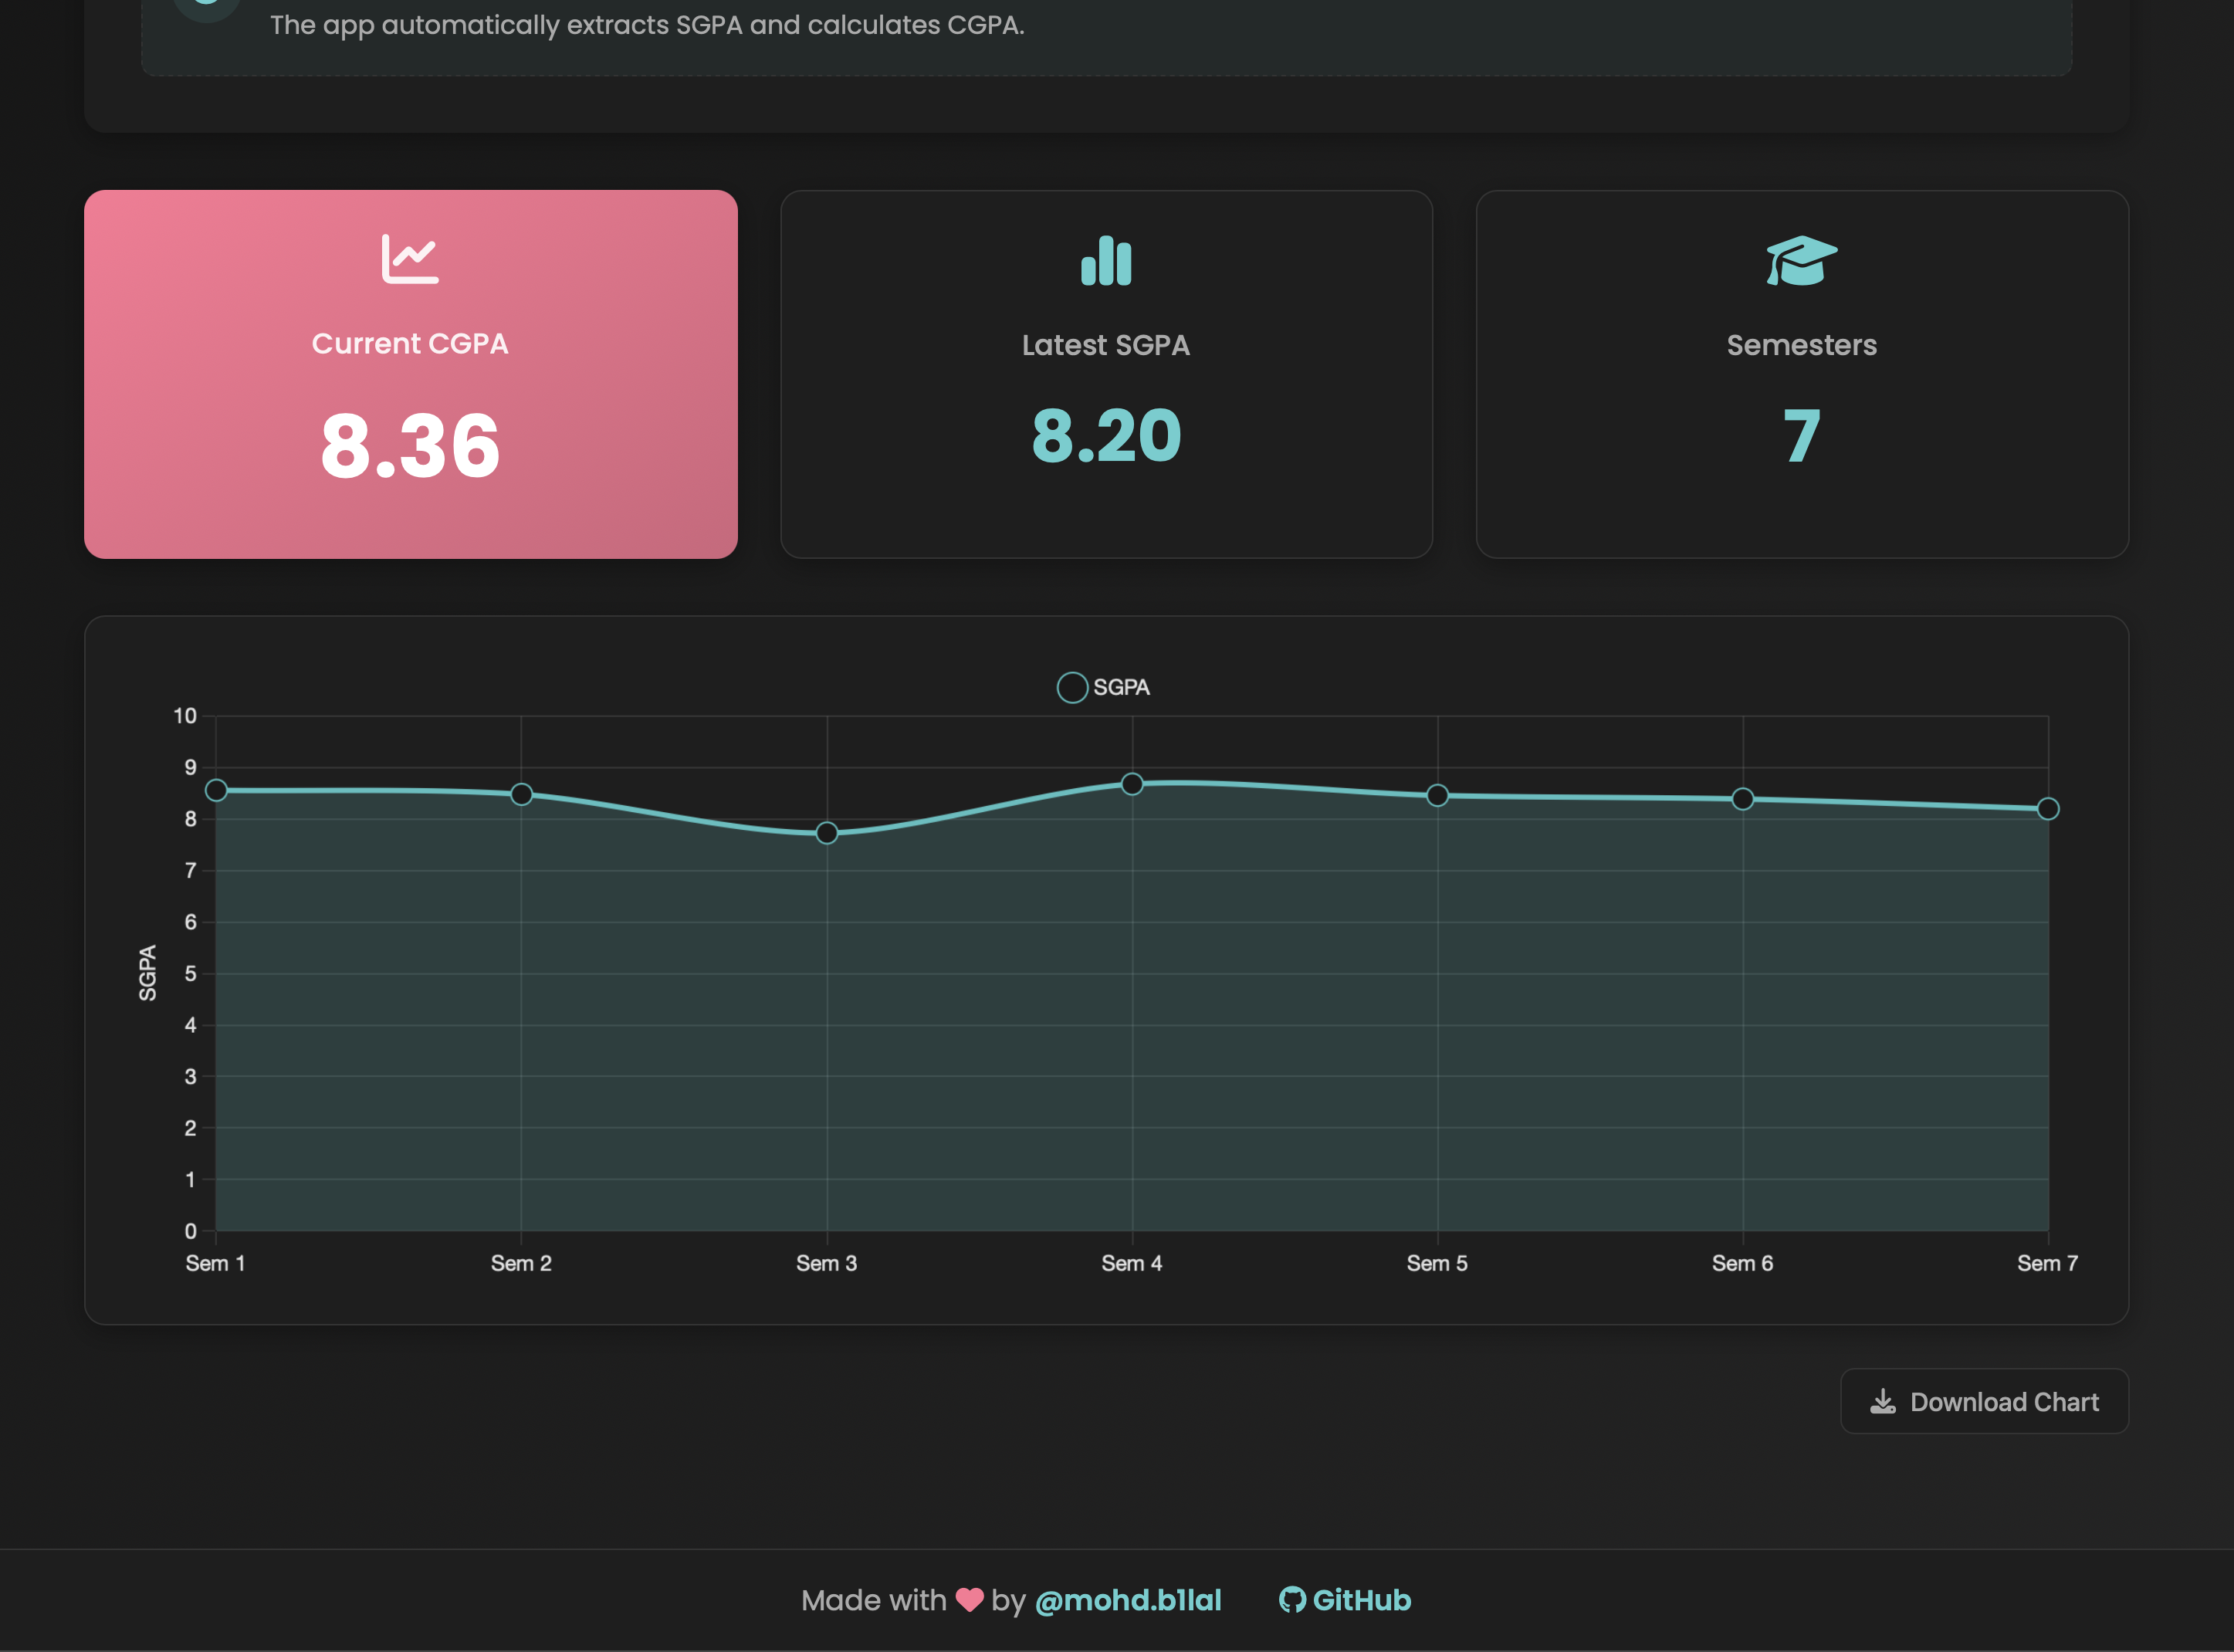 The app automatically extracts SGPA and calculates CGPA.
Current CGPA
8.36
Latest SGPA
8.20
Semesters
7
SGPA
10
9
8
7
6
5
4
3
2
1
0
SGPA
Sem 1
Sem 2
Sem 3
Sem 4
Sem 5
Sem 6
Sem 7
Download Chart
Made with by @mohd.b1lal GitHub